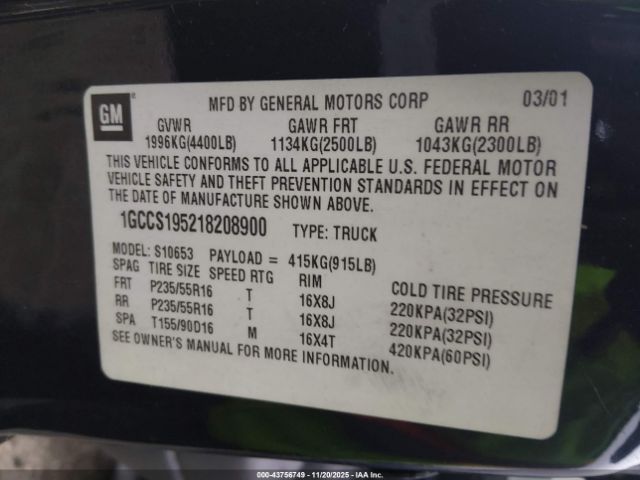 GM
MFD BY GENERAL MOTORS CORP 03/01
GVWR GAWR FRT GAWR RR
1996KG(4400LB) 1134KG(2500LB) 1043KG(2300LB)
THIS VEHICLE CONFORMS TO ALL APPLICABLE U.S. FEDERAL MOTOR
VEHICLE SAFETY AND THEFT PREVENTION STANDARDS IN EFFECT ON
THE DATE OF MANUFACTURE SHOWN ABOVE.
1GCCS195218208900 TYPE: TRUCK
MODEL: S10653 PAYLOAD = 415KG(915LB)
SPAG TIRE SIZE SPEED RTG RIM COLD TIRE PRESSURE
FRT P235/55R16 T 16X8J 220KPA(32PSI)
RR P235/55R16 T 16X8J 220KPA(32PSI)
SPA T155/90D16 M 16X4T 420KPA(60PSI)
SEE OWNER'S MANUAL FOR MORE INFORMATION.
000-43756749 - 11/20/2025 - IAAI.COM